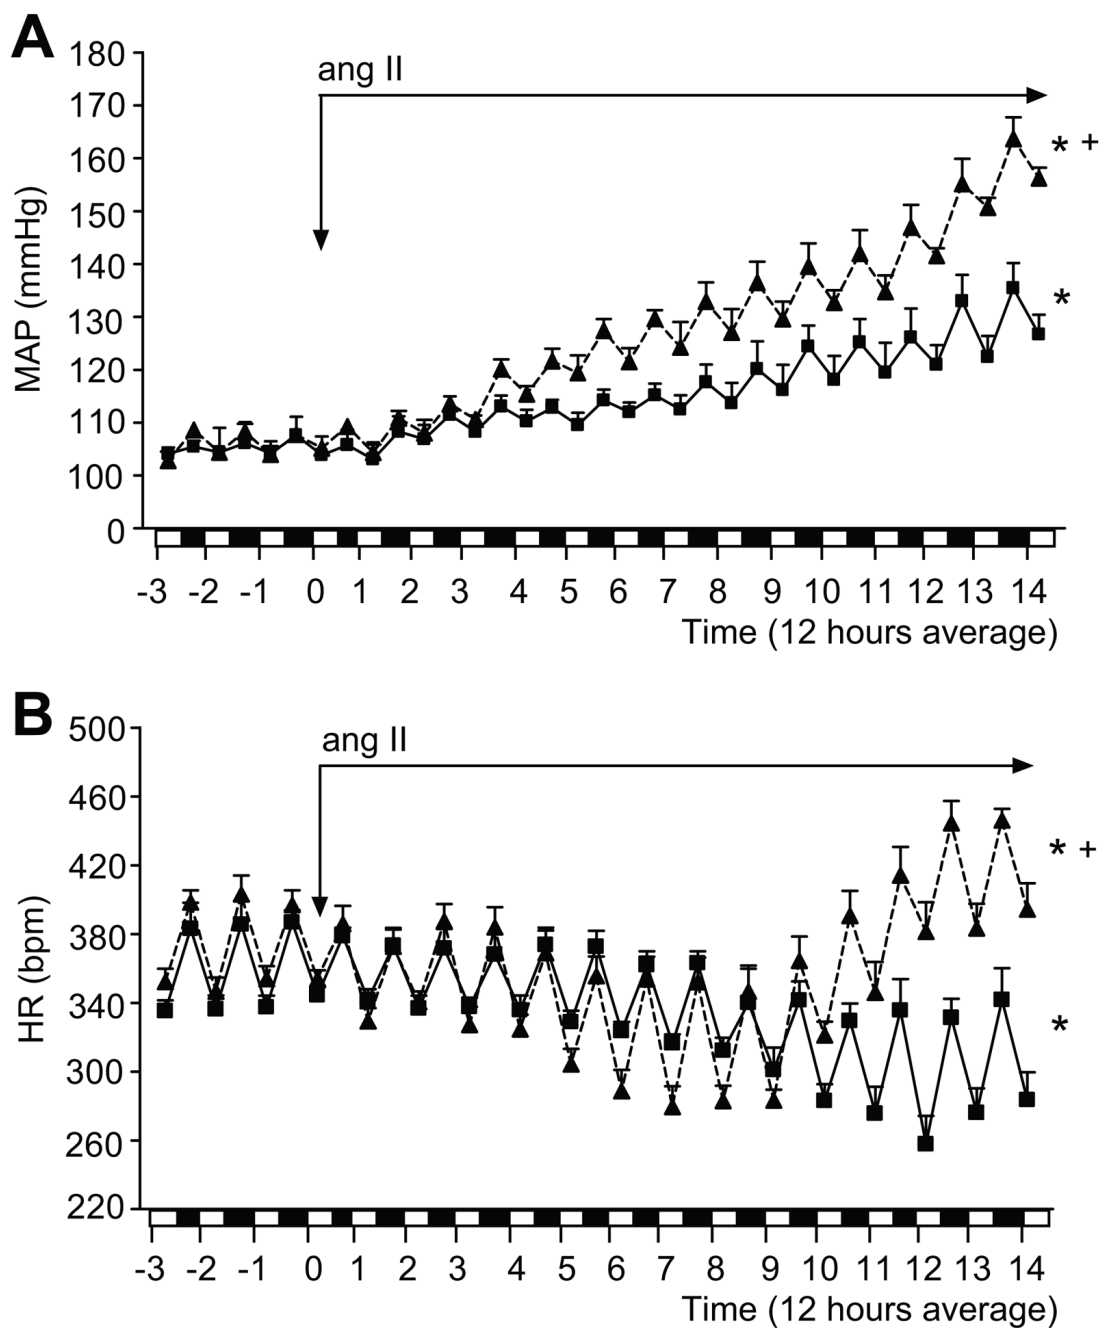 A
180
ang II
170
160
* +
150
140
130
*
120
110
100
0
MAP (mmHg)
-3 -2 -1 0 1 2 3 4 5 6 7 8 9 10 11 12 13 14
Time (12 hours average)
B
500
ang II
460
420
* +
380
340
*
300
260
220
HR (bpm)
-3 -2 -1 0 1 2 3 4 5 6 7 8 9 10 11 12 13 14
Time (12 hours average)